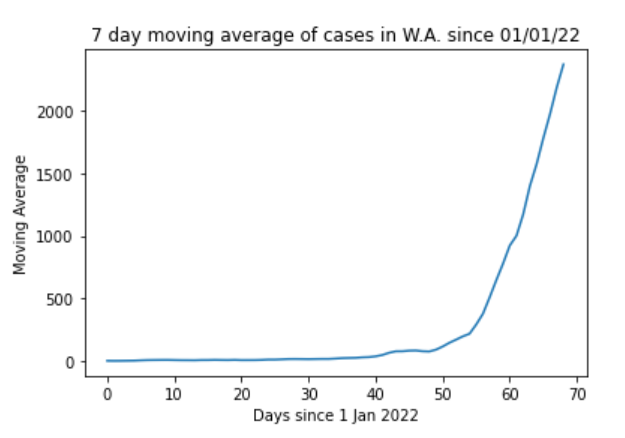 7 day moving average of cases in W.A. since 01/01/22
2000
1500
1000
500
0
Moving Average
0 10 20 30 40 50 60 70
Days since 1 Jan 2022